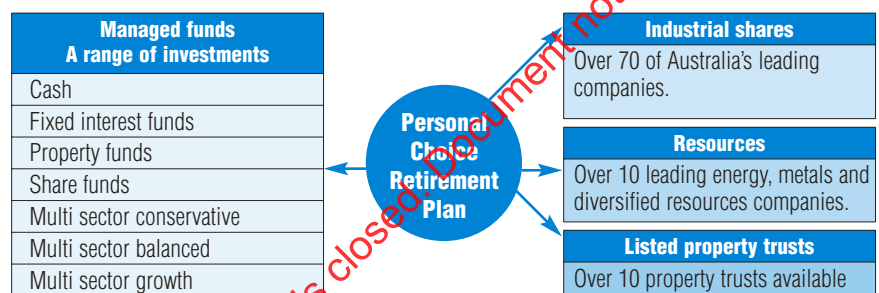 Managed funds
A range of investments
Cash
Fixed interest funds
Property funds
Share funds
Multi sector conservative
Multi sector balanced
Multi sector growth
Personal
Choice
Retirement
Plan
Industrial shares
Over 70 of Australia's leading
companies.
Resources
Over 10 leading energy, metals and
diversified resources companies.
Listed property trusts
Over 10 property trusts available
closed. Document